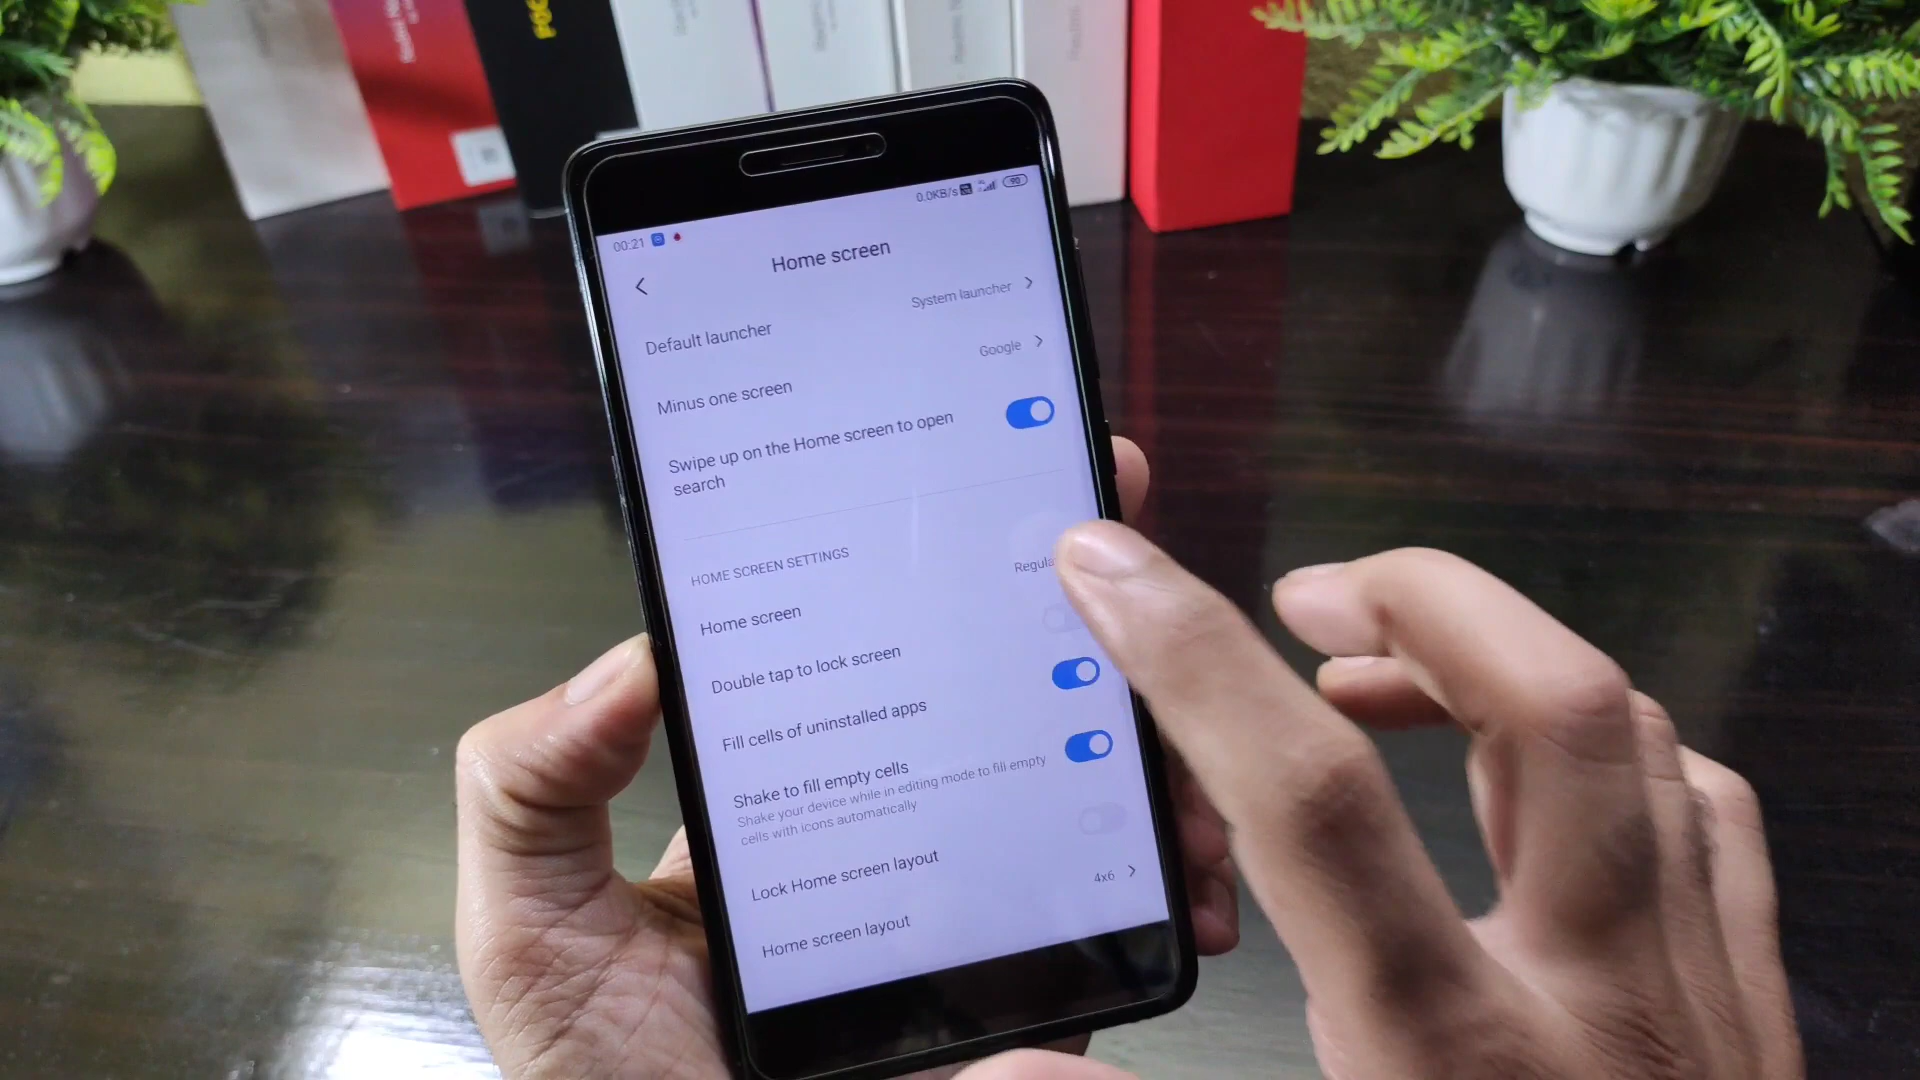 POC
00:21
0.0KB/s
90
Home screen
Default launcher
System launcher
Minus one screen
Google
Swipe up on the Home screen to open
search
HOME SCREEN SETTINGS
Home screen
Regula
Double tap to lock screen
Fill cells of uninstalled apps
Shake to fill empty cells
Shake your device while in editing mode to fill empty
cells with icons automatically
Lock Home screen layout
Home screen layout
4x6